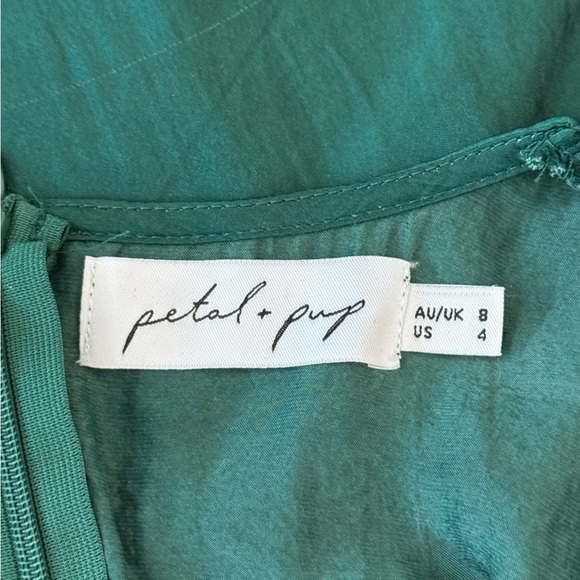 petal + pup
AU/UK 8
US 4